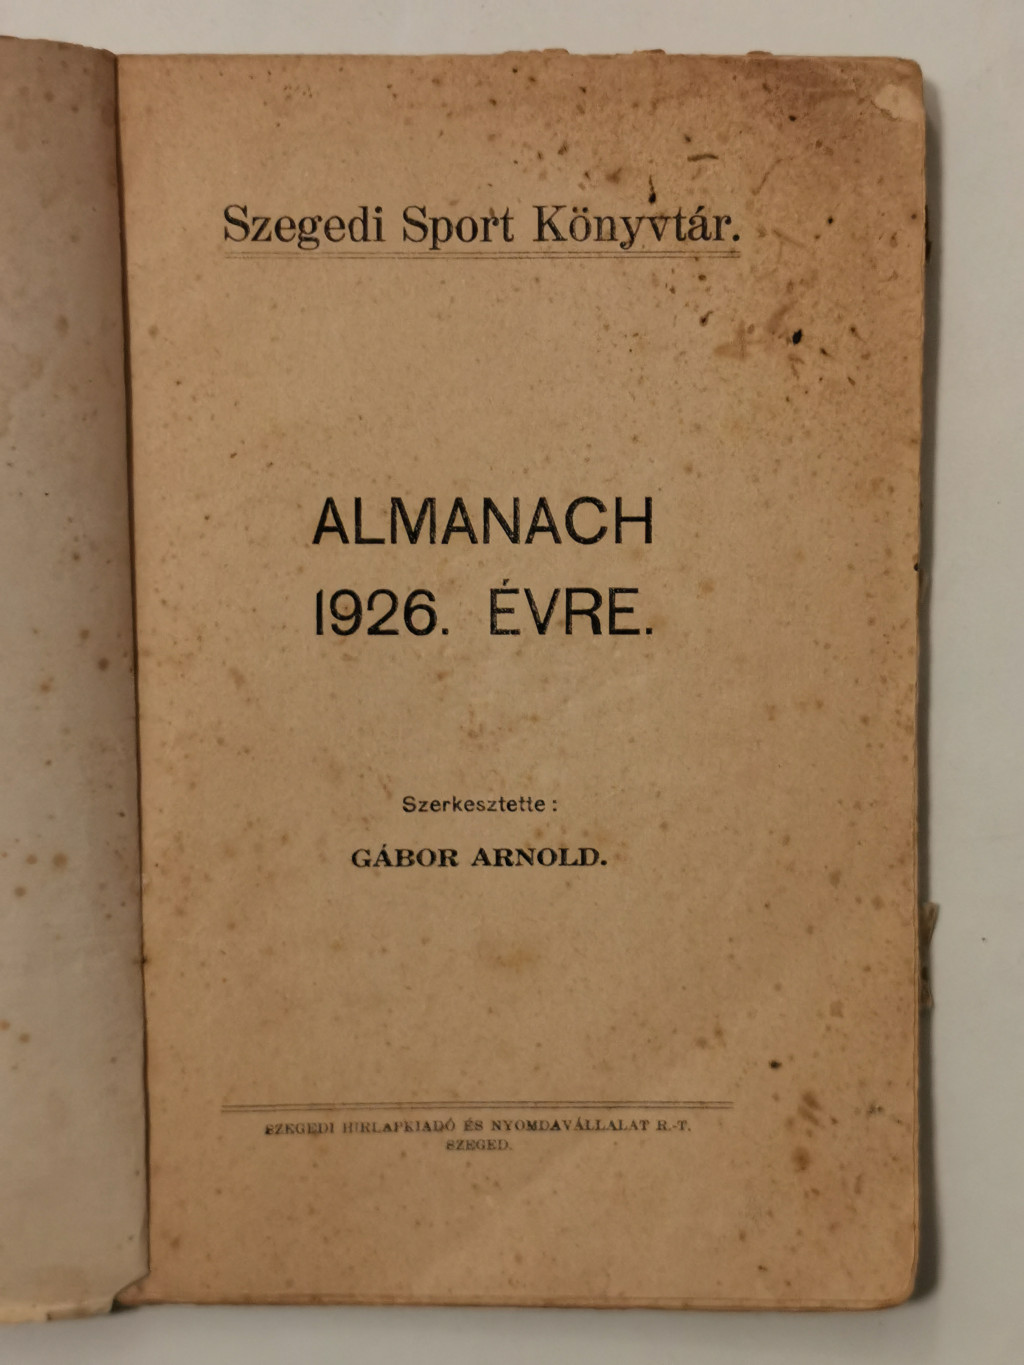 Szegedi Sport Könyvtár.
ALMANACH
1926. ÉVRE.
Szerkesztette :
GÁBOR ARNOLD.
SZEGEDI HIRLAPKIADÓ ÉS NYOMDAVÁLLALAT R.-T.
SZEGED.